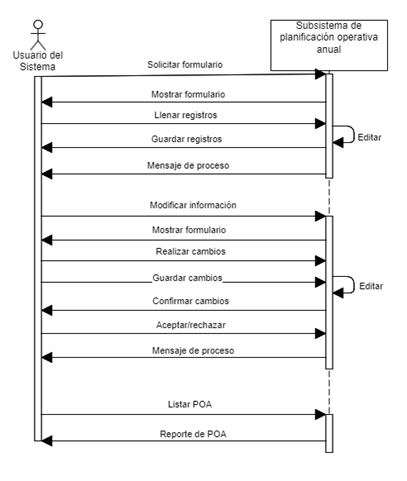 Subsistema de
planificación operativa
anual
Usuario del
Sistema
Solicitar formulario
Mostrar formulario
Llenar registros
Editar
Guardar registros
Mensaje de proceso
Modificar información
Mostrar formulario
Realizar cambios
Guardar cambios
Editar
Confirmar cambios
Aceptar/rechazar
Mensaje de proceso
Listar POA
Reporte de POA